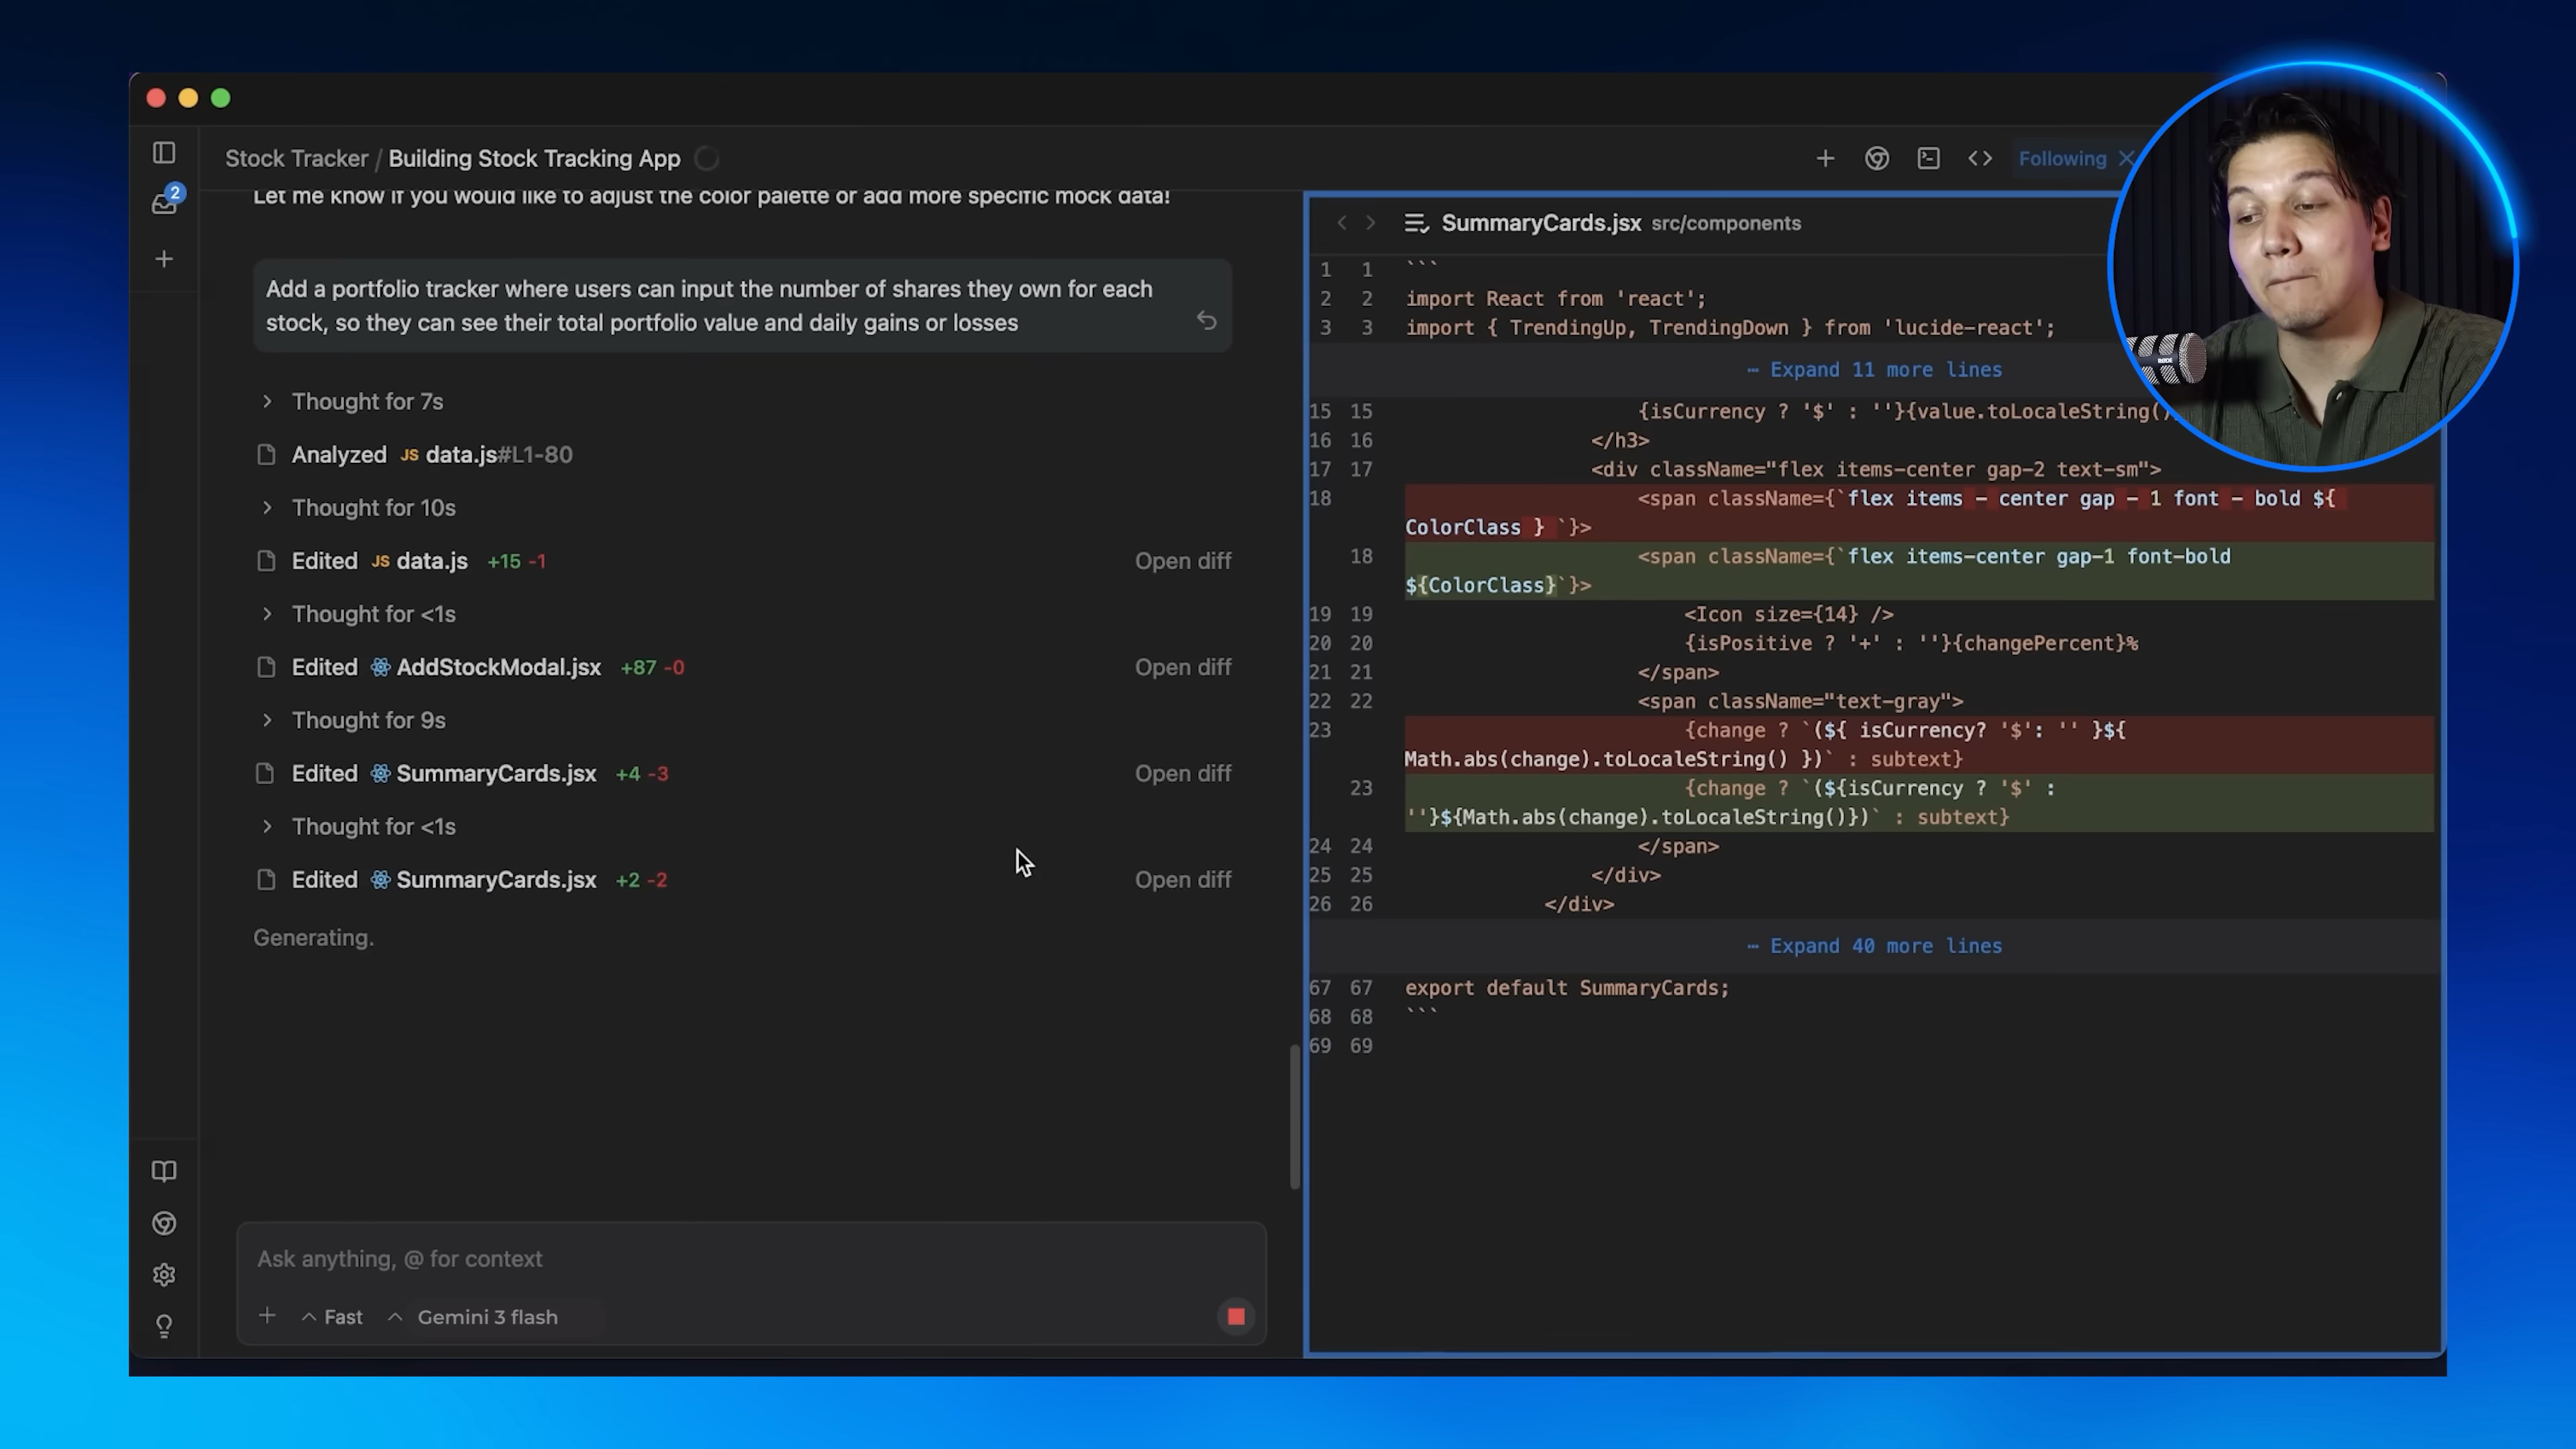 Stock Tracker / Building Stock Tracking App
Following
2
Let me know if you would like to adjust the color palette or add more specific mock data!
Add a portfolio tracker where users can input the number of shares they own for each
stock, so they can see their total portfolio value and daily gains or losses
Thought for 7s
Analyzed JS data.js#L1-80
Thought for 10s
Edited JS data.js +15 -1 Open diff
Thought for <1s
Edited AddStockModal.jsx +87 -0 Open diff
Thought for 9s
Edited SummaryCards.jsx +4 -3 Open diff
Thought for <1s
Edited SummaryCards.jsx +2 -2 Open diff
Generating.
Ask anything, @ for context
Fast Gemini 3 flash
SummaryCards.jsx src/components
1 1 ```
2 2 import React from 'react';
3 3 import { TrendingUp, TrendingDown } from 'lucide-react';
Expand 11 more lines
15 15 {isCurrency ? '$' : ''}{value.toLocaleString(
16 16 </h3>
17 17 <div className="flex items-center gap-2 text-sm">
18 <span className={`flex items - center gap - 1 font - bold ${
ColorClass } `}>
18 <span className={`flex items-center gap-1 font-bold
${ColorClass}`}>
19 19 <Icon size={14} />
20 20 {isPositive ? '+' : ''}{changePercent}%
21 21 </span>
22 22 <span className="text-gray">
23 {change ? `(${ isCurrency? '$': '' }${
Math.abs(change).toLocaleString() })` : subtext}
23 {change ? `(${isCurrency ? '$' :
''}${Math.abs(change).toLocaleString()})` : subtext}
24 24 </span>
25 25 </div>
26 26 </div>
Expand 40 more lines
67 67 export default SummaryCards;
68 68 ```
69 69